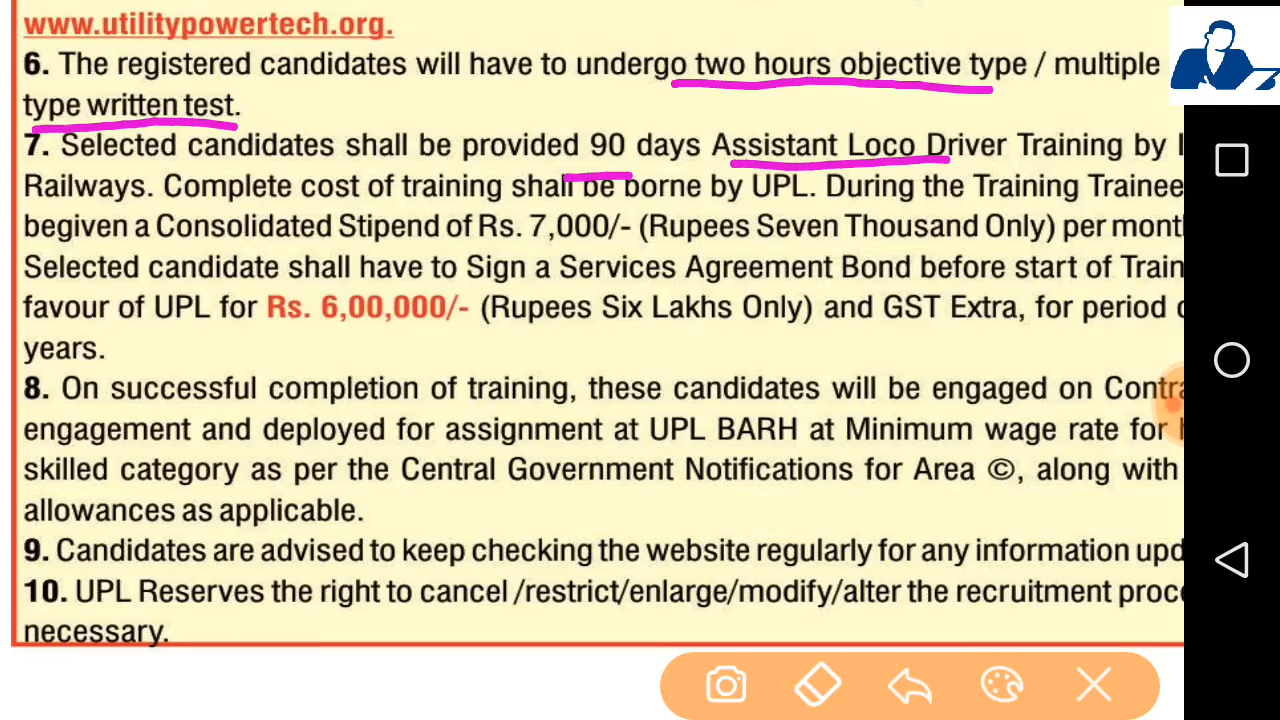 www.utilitypowertech.org.
6. The registered candidates will have to undergo two hours objective type / multiple
type written test.
7. Selected candidates shall be provided 90 days Assistant Loco Driver Training by
Railways. Complete cost of training shall be borne by UPL. During the Training Trainee
begiven a Consolidated Stipend of Rs. 7,000/- (Rupees Seven Thousand Only) per
Selected candidate shall have to Sign a Services Agreement Bond before start of
favour of UPL for Rs. 6,00,000/- (Rupees Six Lakhs Only) and GST Extra, for period
years.
8. On successful completion of training, these candidates will be engaged on
engagement and deployed for assignment at UPL BARH at Minimum wage rate for
skilled category as per the Central Government Notifications for Area ©, along with
allowances as applicable.
9. Candidates are advised to keep checking the website regularly for any information
10. UPL Reserves the right to cancel /restrict/enlarge/modify/alter the recruitment
necessary.